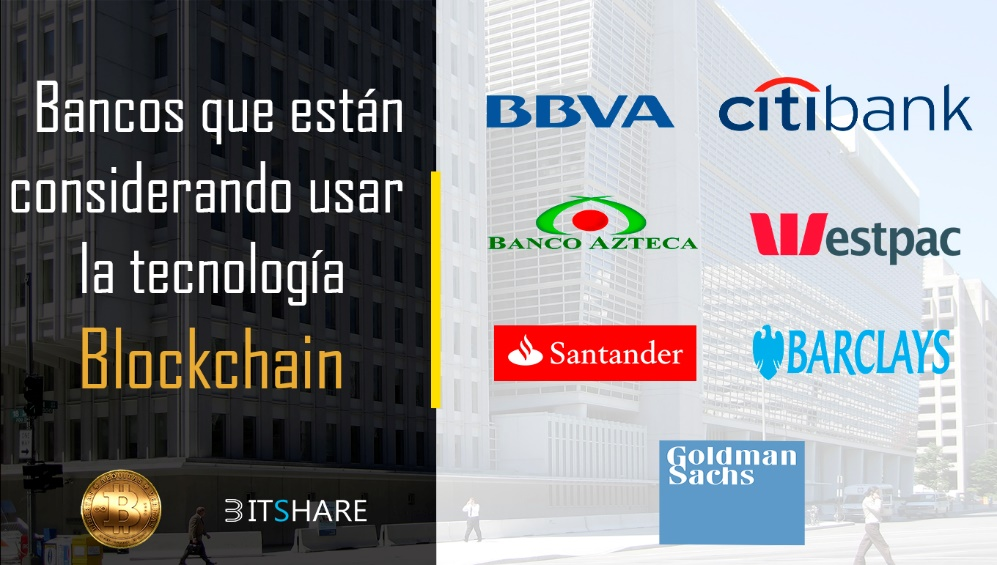 Bancos que están
considerando usar
la tecnología
Blockchain
BITSHARE
BBVA
citibank
BANCO AZTECA
Westpac
Santander
BARCLAYS
Goldman
Sachs